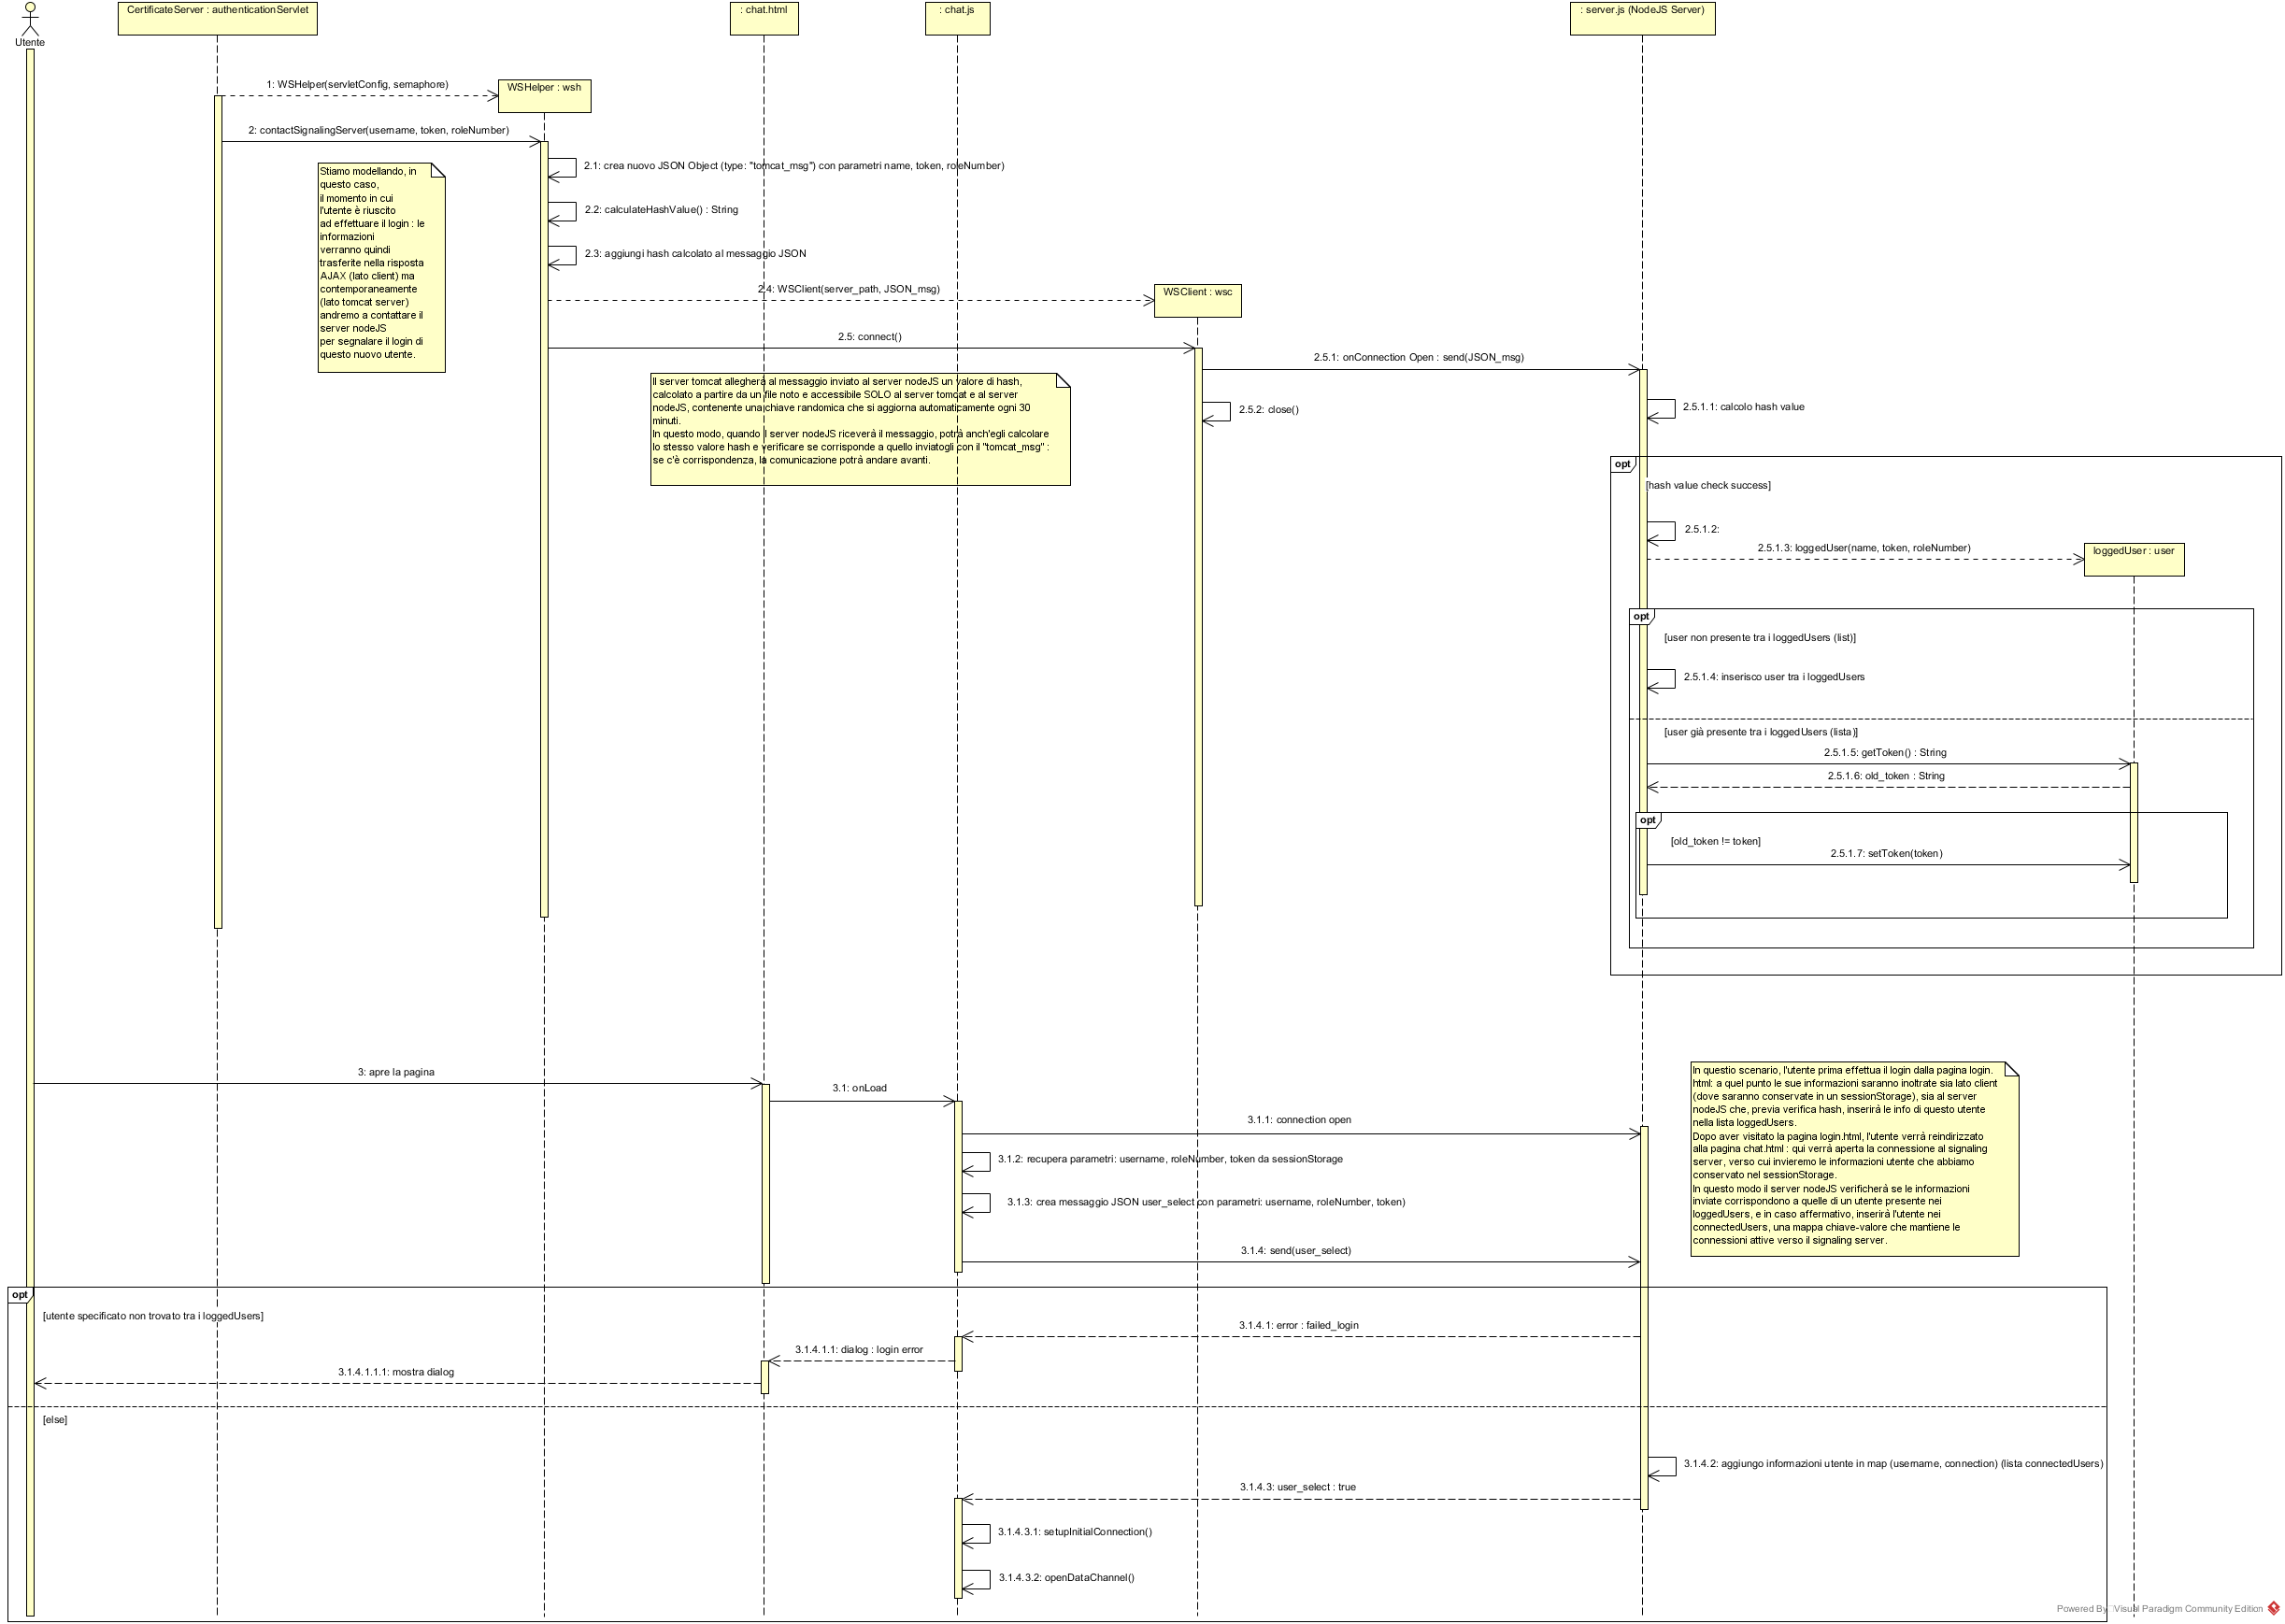 Utente
CertificateServer : authenticationServlet
: chat.html
: chat.js
: server.js (NodeJS Server)
1: WSHelper(servletConfig, semaphore)
WSHelper : wsh
2: contactSignalingServer(username, token, roleNumber)
2.1: crea nuovo JSON Object (type: "tomcat_msg") con parametri name, token, roleNumber)
Stiamo modellando, in
questo caso,
il momento in cui
l'utente è riuscito
ad effettuare il login : le
informazioni
verranno quindi
trasferite nella risposta
AJAX (lato client) ma
contemporaneamente
(lato tomcat server)
andremo a contattare il
server nodeJS
per segnalare il login di
questo nuovo utente.
2.2: calculateHashValue() : String
2.3: aggiungi hash calcolato al messaggio JSON
2.4: WSClient(server_path, JSON_msg)
WSClient : wsc
2.5: connect()
2.5.1: onConnection Open : send(JSON_msg)
Il server tomcat allegherà al messaggio inviato al server nodeJS un valore di hash,
calcolato a partire da un file noto e accessibile SOLO al server tomcat e al server
nodeJS, contenente una chiave randomica che si aggiorna automaticamente ogni 30
minuti.
In questo modo, quando il server nodeJS riceverà il messaggio, potrà anch'egli calcolare
lo stesso valore hash e verificare se corrisponde a quello inviatogli con il "tomcat_msg" :
se c'è corrispondenza, la comunicazione potrà andare avanti.
2.5.2: close()
2.5.1.1: calcolo hash value
opt
[hash value check success]
2.5.1.2:
2.5.1.3: loggedUser(name, token, roleNumber)
loggedUser : user
opt
[user non presente tra i loggedUsers (list)]
2.5.1.4: inserisco user tra i loggedUsers
[user già presente tra i loggedUsers (lista)]
2.5.1.5: getToken() : String
2.5.1.6: old_token : String
opt
[old_token != token]
2.5.1.7: setToken(token)
3: apre la pagina
3.1: onLoad
3.1.1: connection open
3.1.2: recupera parametri: username, roleNumber, token da sessionStorage
3.1.3: crea messaggio JSON user_select con parametri: username, roleNumber, token)
3.1.4: send(user_select)
In questio scenario, l'utente prima effettua il login dalla pagina login.
html: a quel punto le sue informazioni saranno inoltrate sia lato client
(dove saranno conservate in un sessionStorage), sia al server
nodeJS che, previa verifica hash, inserirà le info di questo utente
nella lista loggedUsers.
Dopo aver visitato la pagina login.html, l'utente verrà reindirizzato
alla pagina chat.html : qui verrà aperta la connessione al signaling
server, verso cui invieremo le informazioni utente che abbiamo
conservato nel sessionStorage.
In questo modo il server nodeJS verificherà se le informazioni
inviate corrispondono a quelle di un utente presente nei
loggedUsers, e in caso affermativo, inserirà l'utente nei
connectedUsers, una mappa chiave-valore che mantiene le
connessioni attive verso il signaling server.
opt
[utente specificato non trovato tra i loggedUsers]
3.1.4.1: error : failed_login
3.1.4.1.1: dialog : login error
3.1.4.1.1.1: mostra dialog
[else]
3.1.4.2: aggiungo informazioni utente in map (username, connection) (lista connectedUsers)
3.1.4.3: user_select : true
3.1.4.3.1: setupInitialConnection()
3.1.4.3.2: openDataChannel()
Powered By Visual Paradigm Community Edition